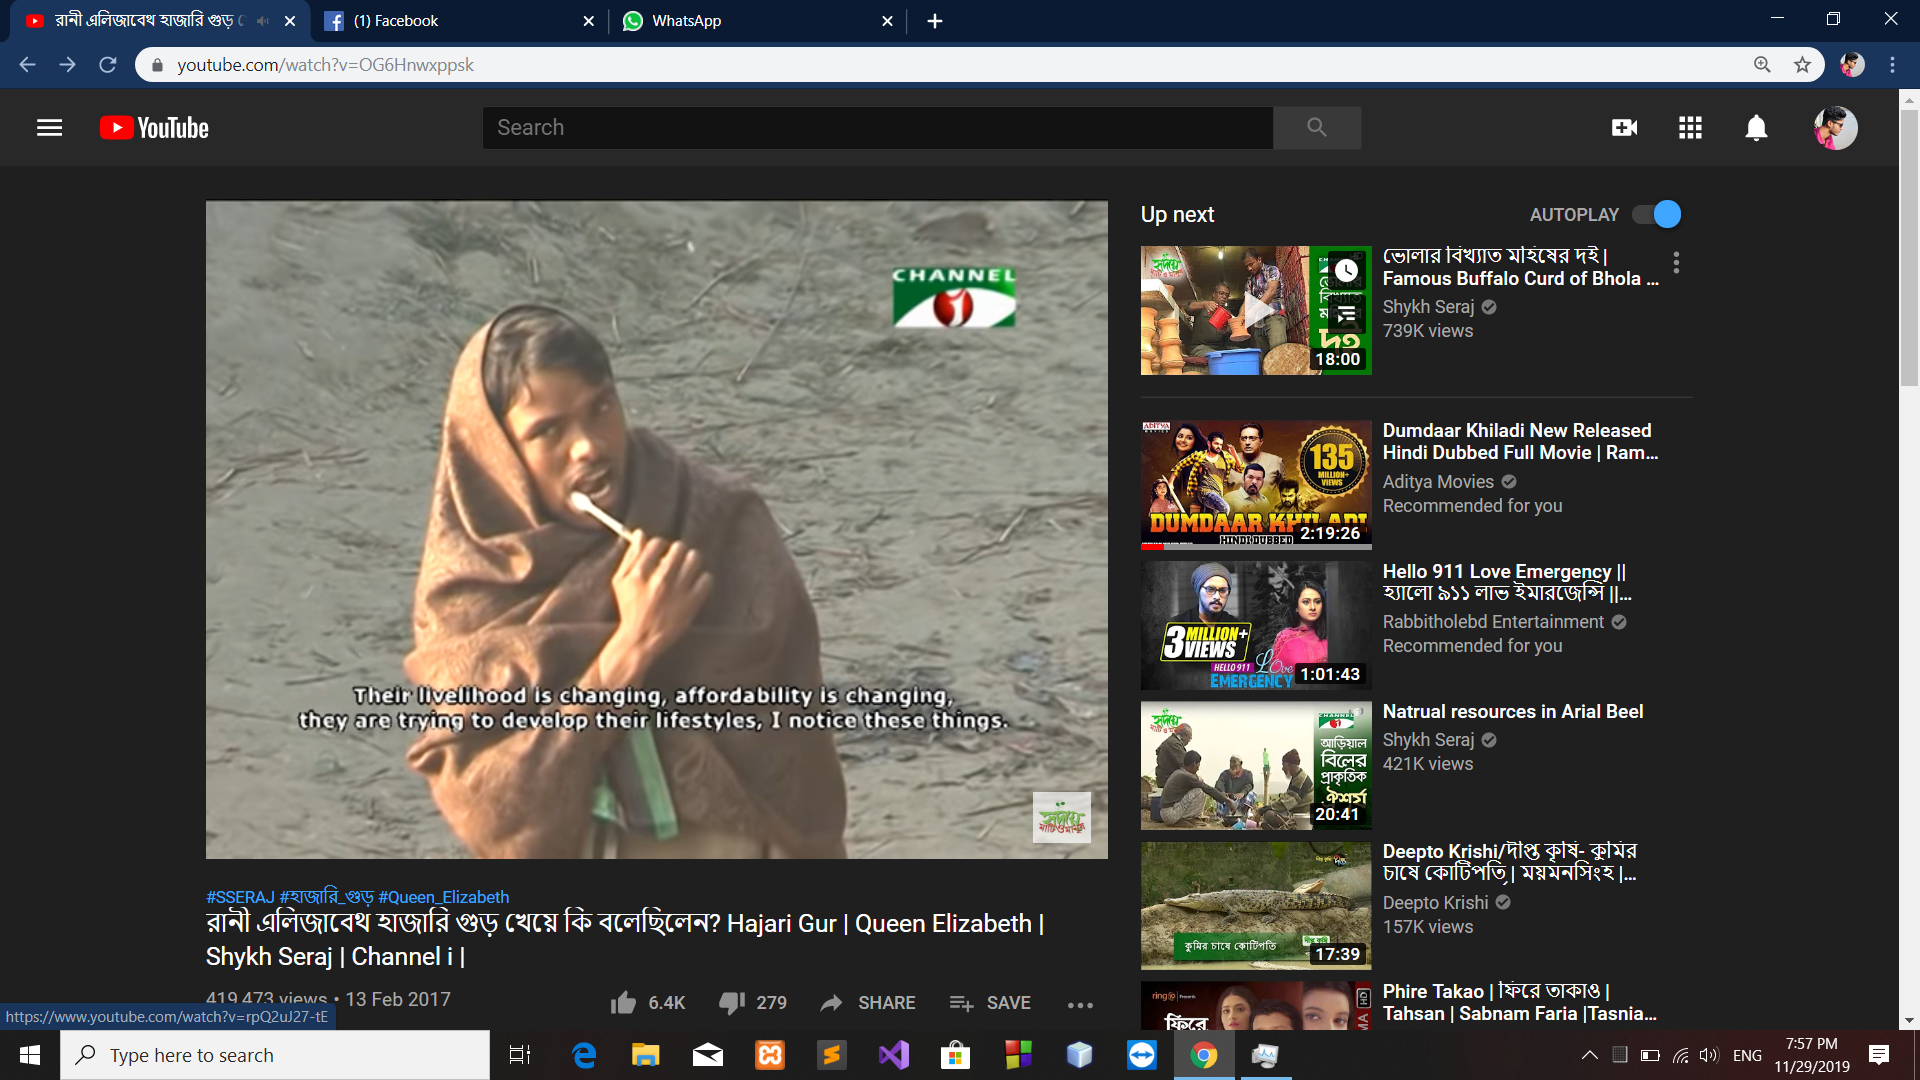 রানী এলিজাবেথ হাজারি গুড়
(1) Facebook
WhatsApp
youtube.com/watch?v=OG6Hnwxppsk
YouTube
Search
CHANNEL
Their livelihood is changing, affordability is changing,
they are trying to develop their lifestyles, I notice these things.
হৃদয়ে
মাটি ও মানুষ
#SSERAJ #হাজারি_গুড় #Queen_Elizabeth
রানী এলিজাবেথ হাজারি গুড় খেয়ে কি বলেছিলেন? Hajari Gur | Queen Elizabeth |
Shykh Seraj | Channel i |
419,473 views • 13 Feb 2017
6.4K
279
SHARE
SAVE
https://www.youtube.com/watch?v=rpQ2uJ27-tE
Up next
AUTOPLAY
18:00
ভোলার বিখ্যাত মহিষের দই |
Famous Buffalo Curd of Bhola ...
Shykh Seraj
739K views
ADITYA
MOVIES
135
MILLION+
VIEWS
DUMDAAR KHILADI
HINDI DUBBED
2:19:26
Dumdaar Khiladi New Released
Hindi Dubbed Full Movie | Ram...
Aditya Movies
Recommended for you
3 MILLION+
VIEWS
HELLO 911
LOve
EMERGENCY
1:01:43
Hello 911 Love Emergency ||
হ্যালো ৯১১ লাভ ইমারজেন্সি ||...
Rabbitholebd Entertainment
Recommended for you
CHANNEL
আড়িয়াল
বিলের
প্রাকৃতিক
ঐশ্বর্য
20:41
Natrual resources in Arial Beel
Shykh Seraj
421K views
কুমির চাষে কোটিপতি
17:39
Deepto Krishi/দীপ্ত কৃষি- কুমির
চাষে কোটিপতি | ময়মনসিংহ |...
Deepto Krishi
157K views
ring Presents
ফিরে
Phire Takao | ফিরে তাকাও |
Tahsan | Sabnam Faria |Tasnia...
Type here to search
ENG
7:57 PM
11/29/2019